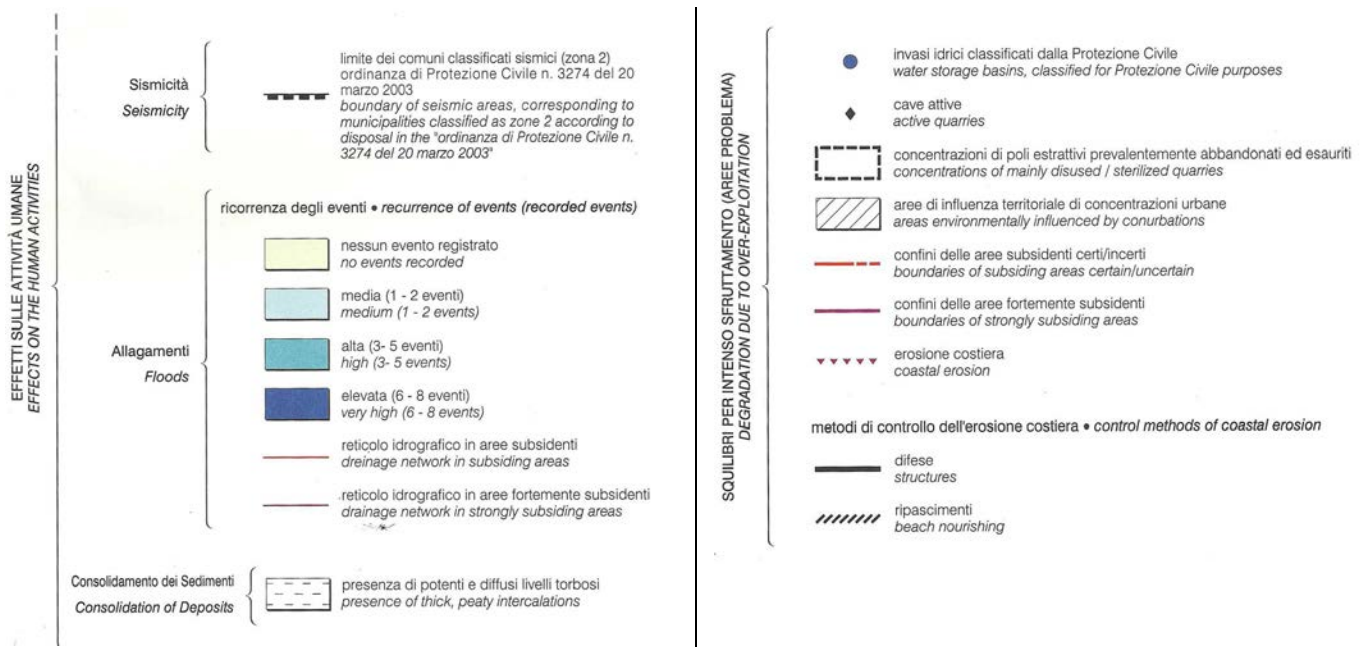 EFFETTI SULLE ATTIVITÀ UMANE
EFFECTS ON THE HUMAN ACTIVITIES
Sismicità
Seismicity
limite dei comuni classificati sismici (zona 2)
ordinanza di Protezione Civile n. 3274 del 20
marzo 2003
boundary of seismic areas, corresponding to
municipalities classified as zone 2 according to
disposal in the "ordinanza di Protezione Civile n.
3274 del 20 marzo 2003"
Allagamenti
Floods
ricorrenza degli eventi • recurrence of events (recorded events)
nessun evento registrato
no events recorded
media (1 - 2 eventi)
medium (1 - 2 events)
alta (3- 5 eventi)
high (3- 5 events)
elevata (6 - 8 eventi)
very high (6 - 8 events)
reticolo idrografico in aree subsidenti
dreinage network in subsiding areas
reticolo idrografico in aree fortemente subsidenti
drainage network in strongly subsiding areas
Consolidamento dei Sedimenti
Consolidation of Deposits
presenza di potenti e diffusi livelli torbosi
presence of thick, peaty intercalations
SQUILIBRI PER INTENSO SFRUTTAMENTO (AREE PROBLEMA)
DEGRADATION DUE TO OVER-EXPLOITATION
invasi idrici classificati dalla Protezione Civile
water storage basins, classified for Protezione Civile purposes
cave attive
active quarries
concentrazioni di poli estrattivi prevalentemente abbandonati ed esauriti
concentrations of mainly disused / sterilized quarries
aree di influenza territoriale di concentrazioni urbane
areas environmentally influenced by conurbations
confini delle aree subsidenti certi/incerti
boundaries of subsiding areas certain/uncertain
confini delle aree fortemente subsidenti
boundaries of strongly subsiding areas
erosione costiera
coastal erosion
metodi di controllo dell'erosione costiera • control methods of coastal erosion
difese
structures
ripascimenti
beach nourishing